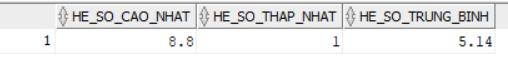 HE_SO_CAO_NHAT HE_SO_THAP_NHAT HE_SO_TRUNG_BINH
1 8.8 1 5.14